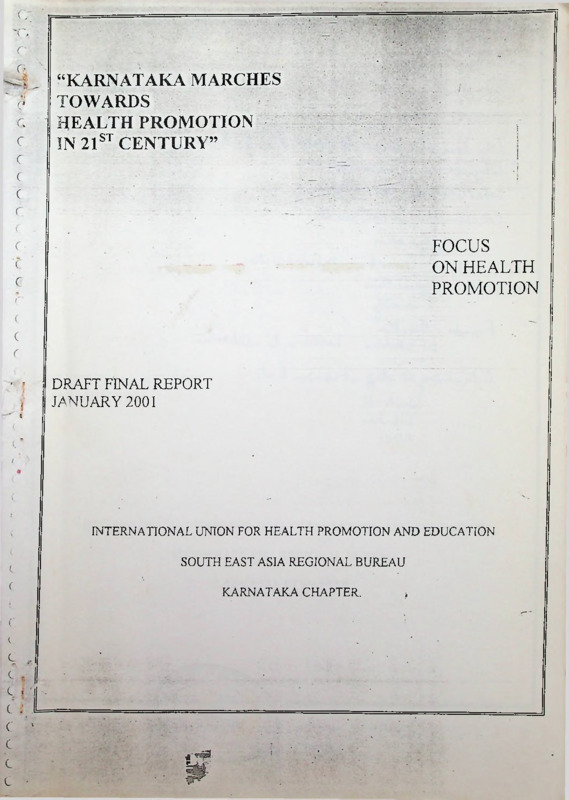 “KARNATAKA MARCHES
TOWARDS
HEALTH PROMOTION
IN 21ST CENTURY”
FOCUS
ON HEALTH
PROMOTION
DRAFT FINAL REPORT
JANUARY 2001
INTERNATIONAL UNION FOR HEALTH PROMOTION AND EDUCATION
SOUTH EAST ASIA REGIONAL BUREAU
KARNATAKA CHAPTER.